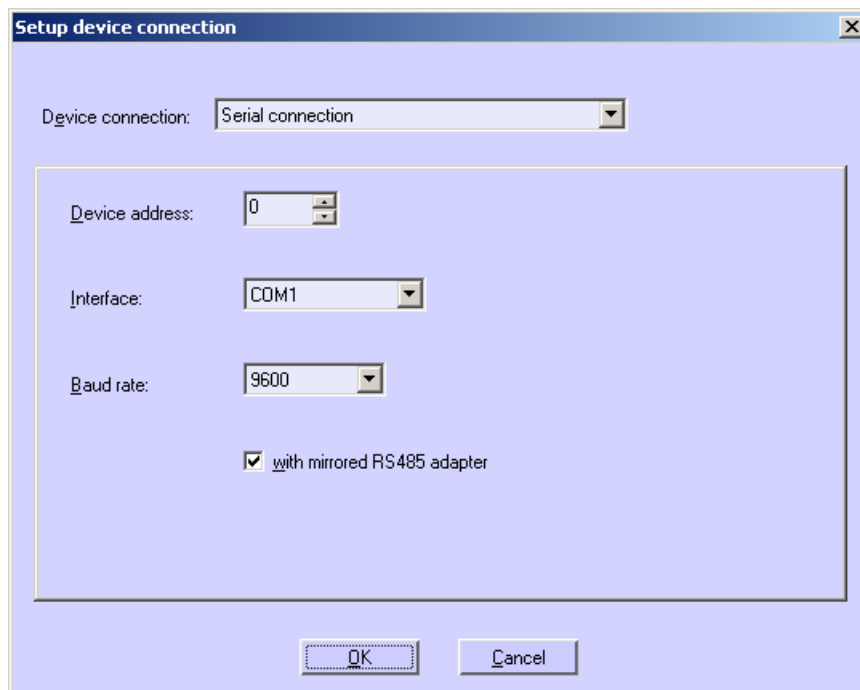 Setup device connection
Device connection: Serial connection
Device address: 0
Interface: COM1
Baud rate: 9600
with mirrored RS485 adapter
OK Cancel